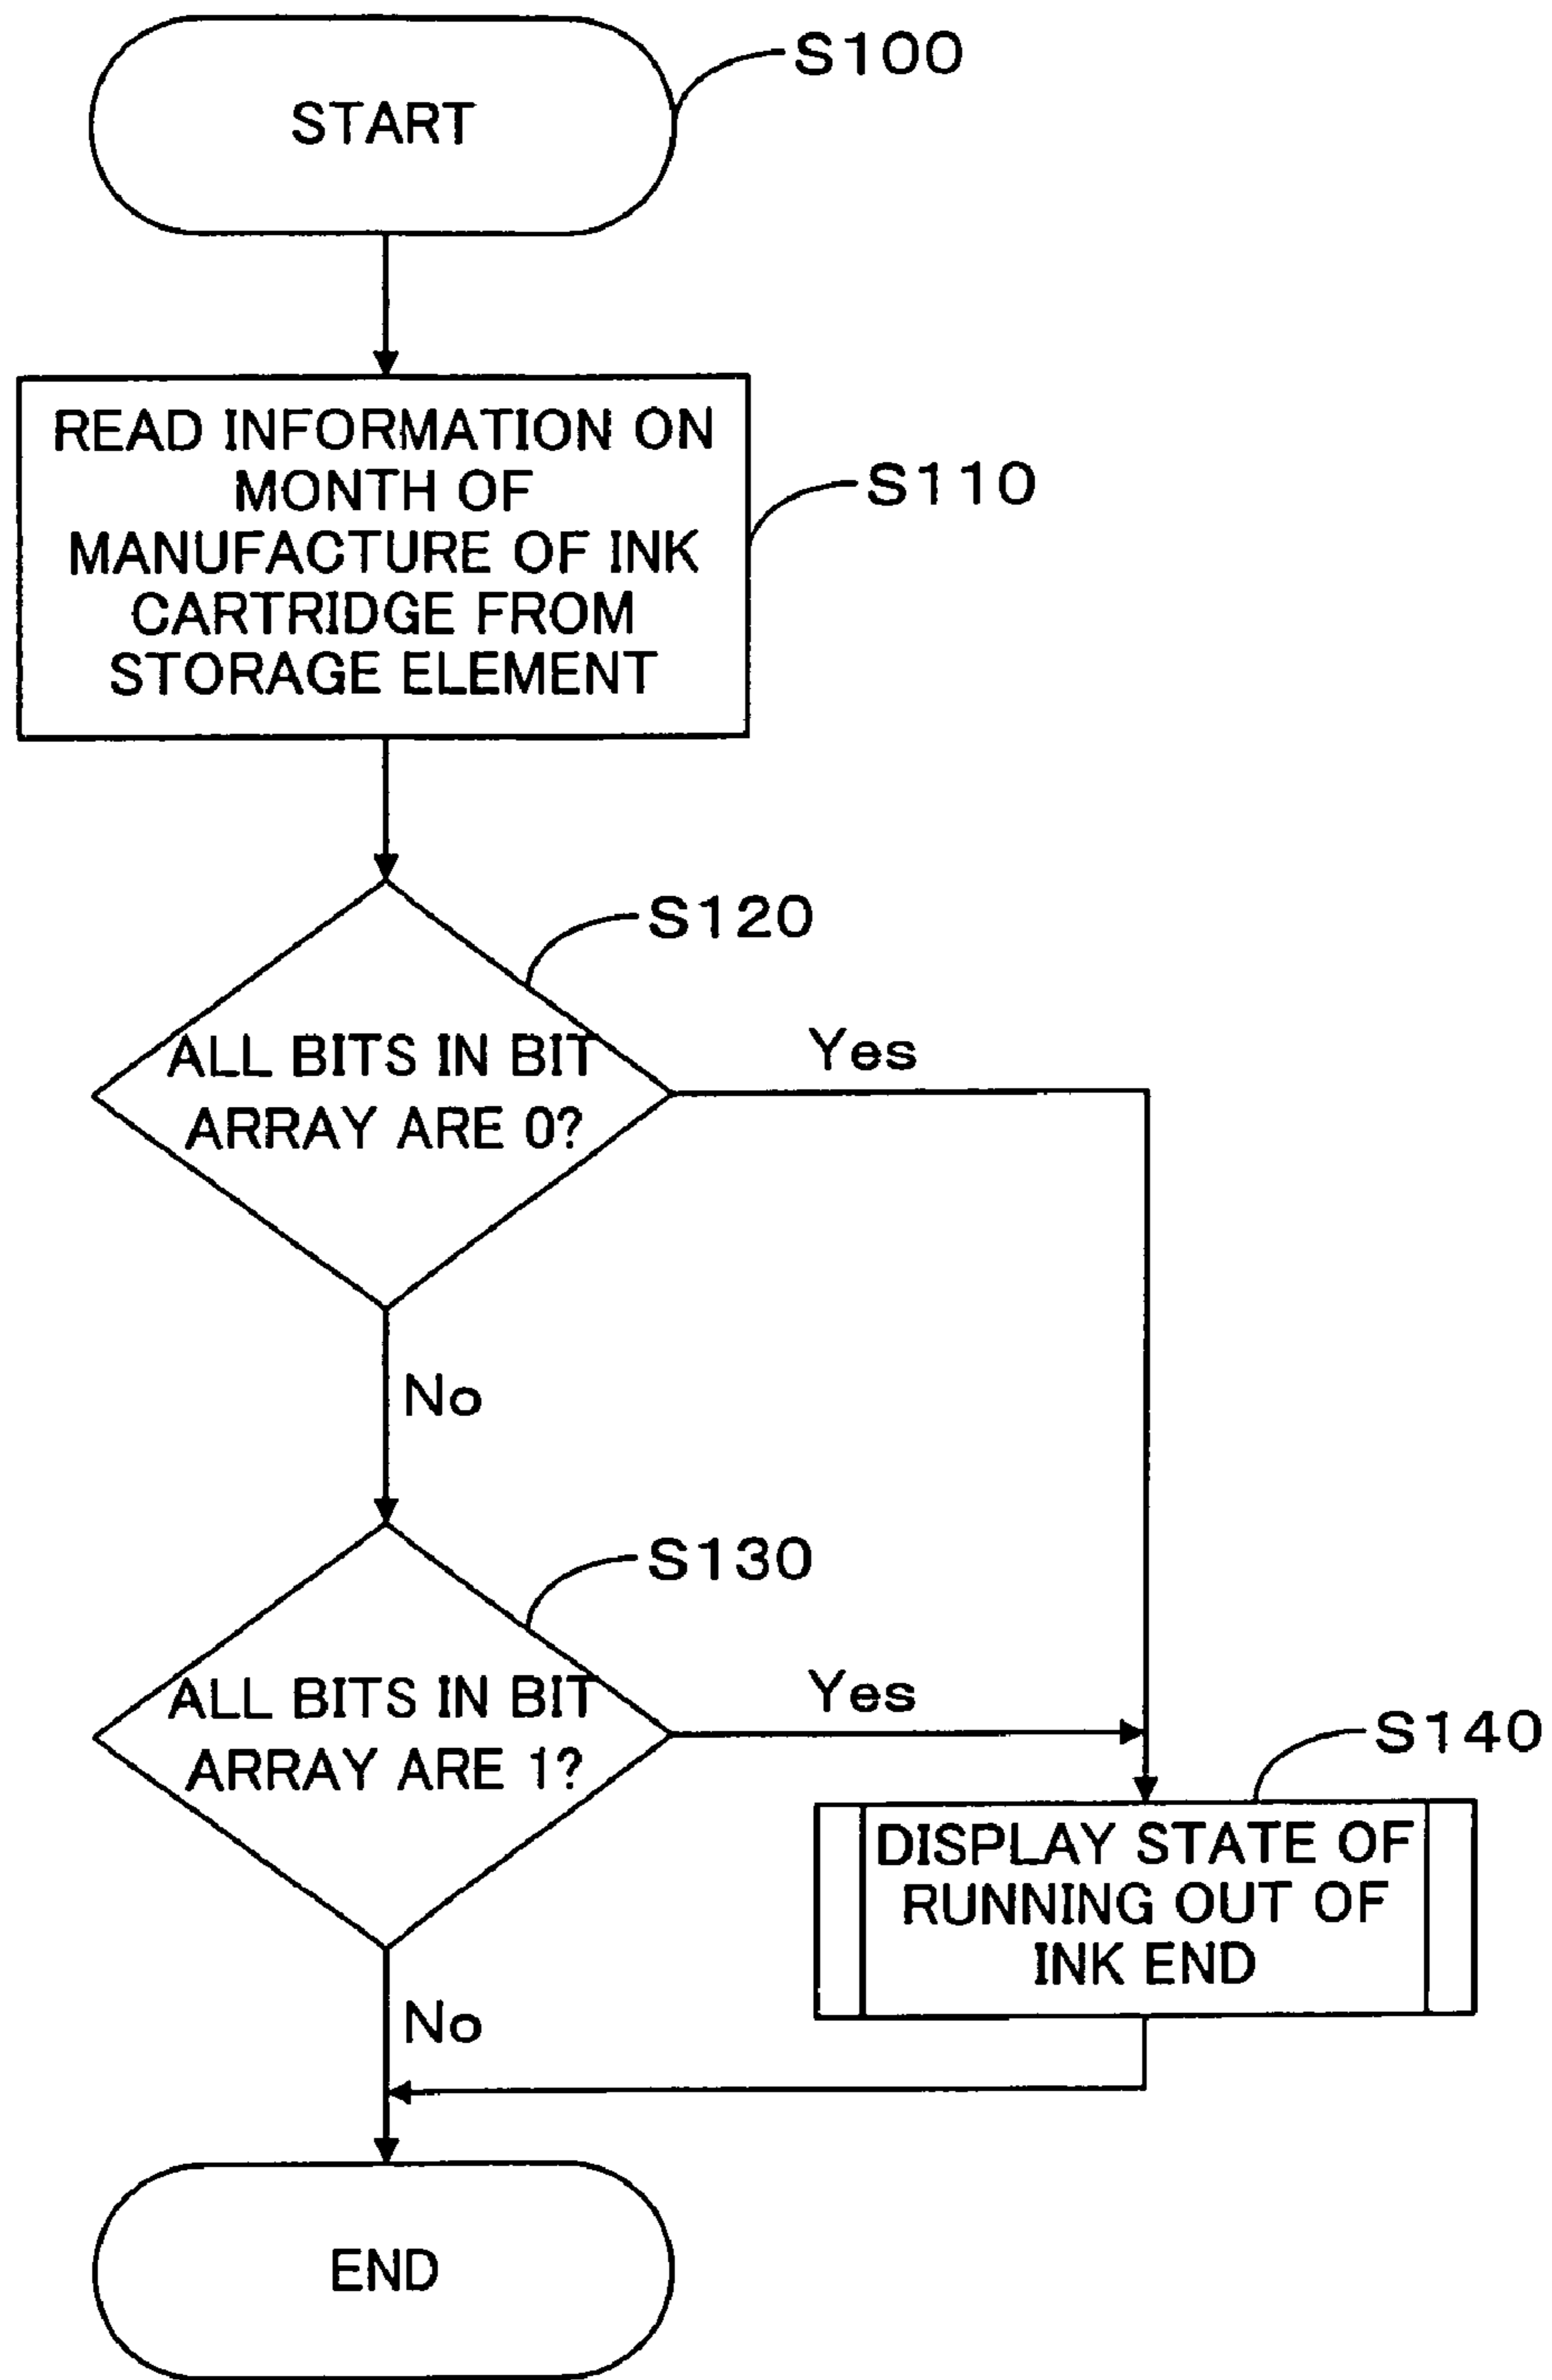 START
S100
READ INFORMATION ON
MONTH OF
MANUFACTURE OF INK
CARTRIDGE FROM
STORAGE ELEMENT
S110
S120
ALL BITS IN BIT
ARRAY ARE 0?
Yes
No
S130
ALL BITS IN BIT
ARRAY ARE 1?
Yes
S140
DISPLAY STATE OF
RUNNING OUT OF
INK END
No
END